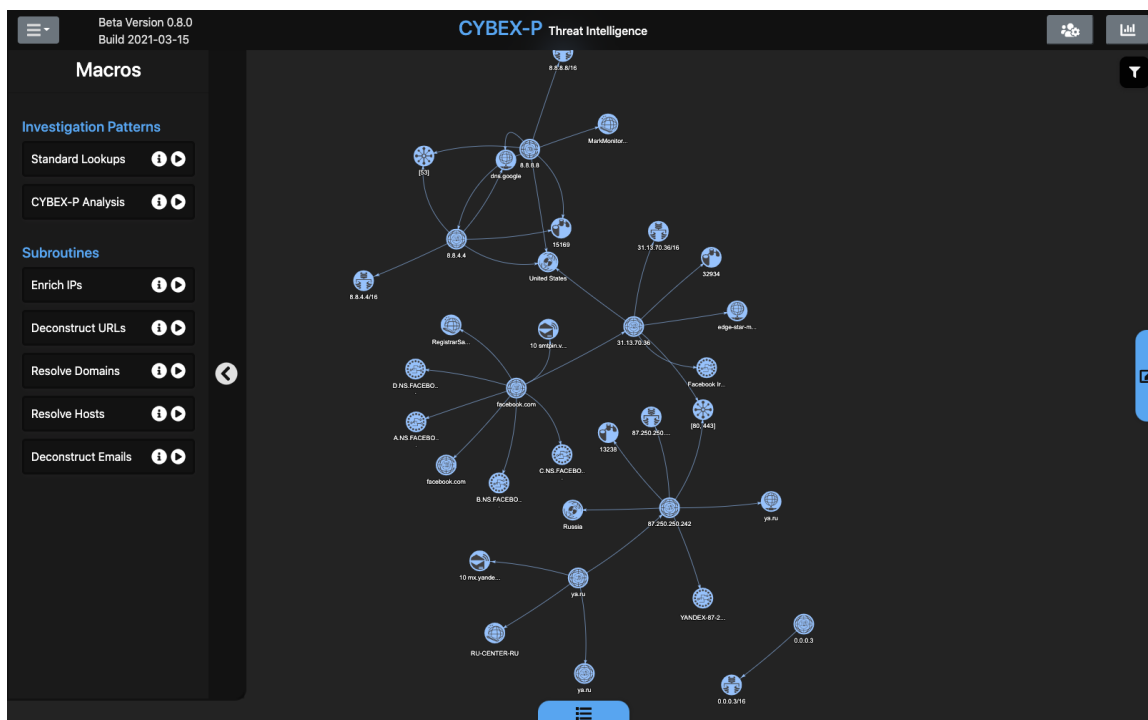 Beta Version 0.8.0
Build 2021-03-15
CYBEX-P Threat Intelligence
Macros
Investigation Patterns
Standard Lookups
CYBEX-P Analysis
Subroutines
Enrich IPs
Deconstruct URLs
Resolve Domains
Resolve Hosts
Deconstruct Emails
8.8.8.8/16
MarkMonitor...
8.8.8.8
[53]
dns.google
15169
8.8.4.4
United States
8.8.4.4/16
31.13.70.36/16
32934
edge-star-m...
31.13.70.36
RegistrarSa...
10 smtpin.v...
D.NS.FACEBO...
Facebook Ir...
facebook.com
[80, 443]
A.NS.FACEBO...
87.250.250....
13238
C.NS.FACEBO...
facebook.com
B.NS.FACEBO...
ya.ru
Russia
87.250.250.242
10 mx.yande...
ya.ru
YANDEX-87-2...
0.0.0.3
RU-CENTER-RU
ya.ru
0.0.0.3/16